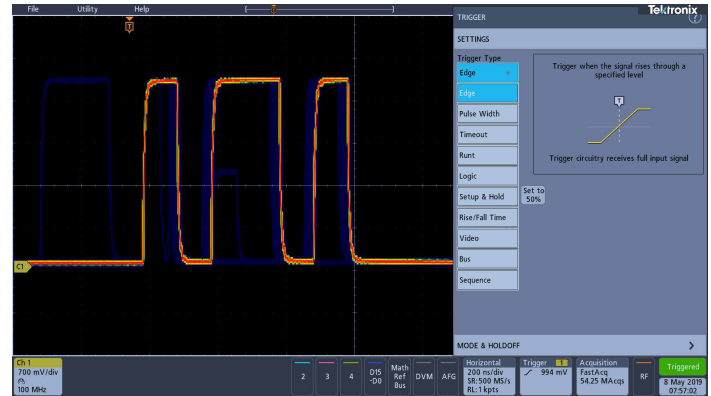 File Utility Help
Tektronix
TRIGGER
SETTINGS
Trigger Type
Edge
Edge
Pulse Width
Timeout
Runt
Logic
Setup & Hold
Rise/Fall Time
Video
Bus
Sequence
Set to
50%
Trigger when the signal rises through a
specified level
T
Trigger circuitry receives full input signal
MODE & HOLDOFF
T
T
C1
Ch 1
700 mV/div
100 MHz
2
3
4
D15
-D0
Math
Ref
Bus
DVM
AFG
Horizontal
200 ns/div
SR:500 MS/s
RL:1 kpts
Trigger 1
994 mV
Acquisition
FastAcq
54.25 MAcqs
RF
Triggered
8 May 2019
07:57:02